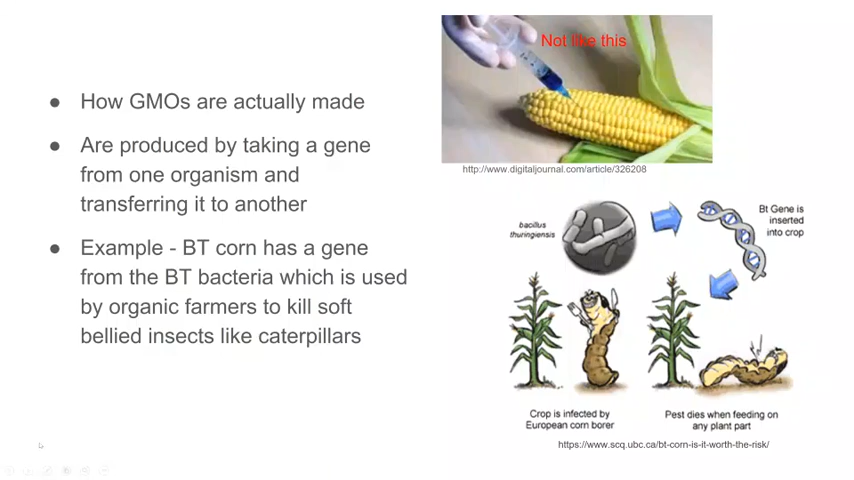 ● How GMOs are actually made
● Are produced by taking a gene
from one organism and
transferring it to another
● Example - BT corn has a gene
from the BT bacteria which is used
by organic farmers to kill soft
bellied insects like caterpillars
Not like this
http://www.digitaljournal.com/article/326208
bacillus
thuringiensis
Bt Gene is
inserted
into crop
Crop is infected by
European corn borer
Pest dies when feeding on
any plant part
https://www.scq.ubc.ca/bt-corn-is-it-worth-the-risk/